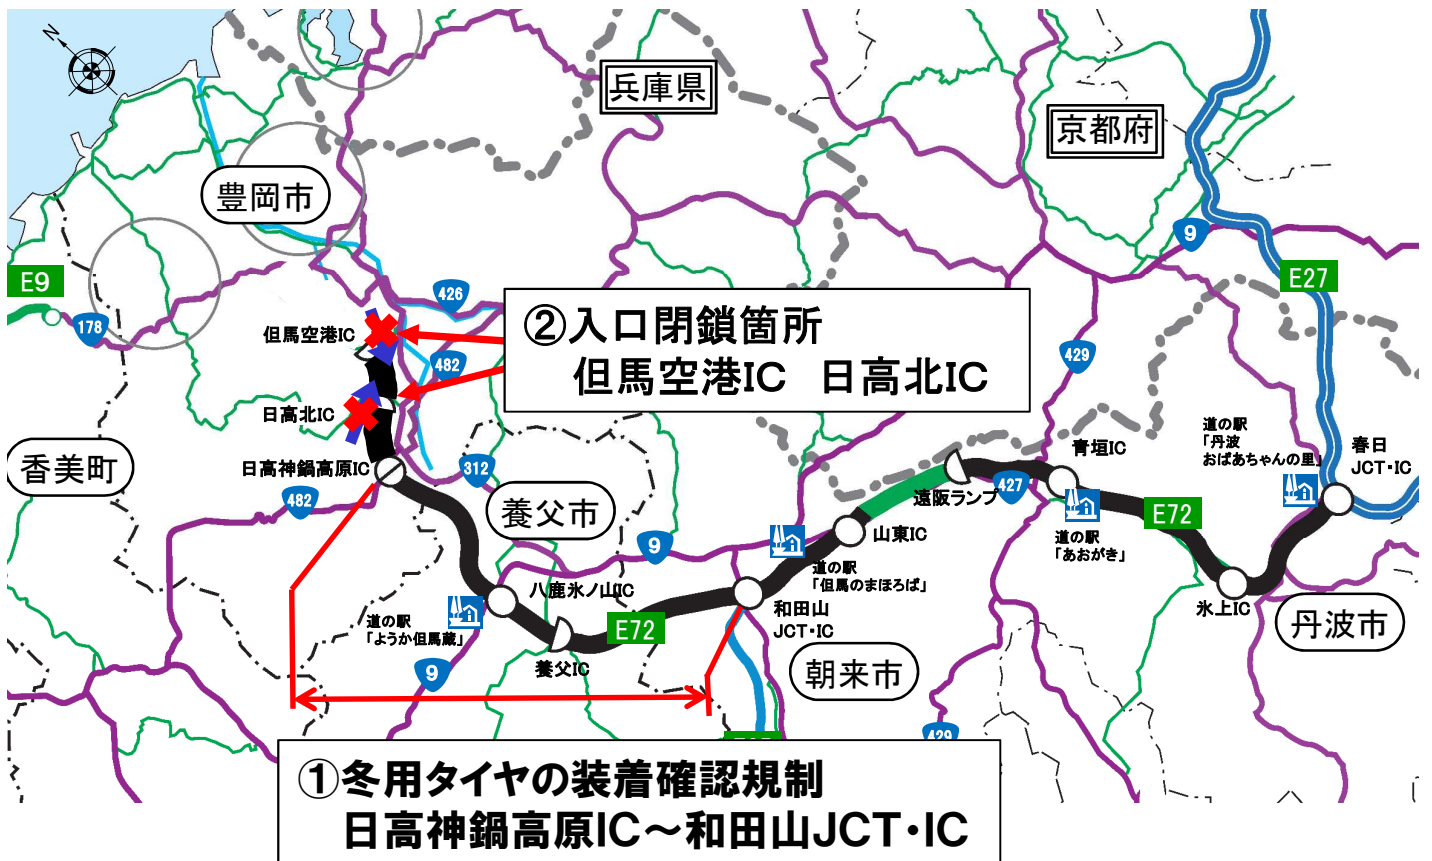 N
兵庫県
京都府
豊岡市
9
E9
E27
426
178
但馬空港IC
②入口閉鎖箇所
但馬空港IC 日高北IC
482
429
日高北IC
道の駅
「丹波
おばあちゃんの里」
春日
JCT・IC
青垣IC
香美町
日高神鍋高原IC
312
482
養父市
遠阪ランプ
427
E72
山東IC
道の駅
「あおがき」
9
道の駅
「但馬のまほろば」
八鹿氷ノ山IC
道の駅
「ようか但馬蔵」
和田山
JCT・IC
氷上IC
丹波市
E72
養父IC
9
朝来市
429
①冬用タイヤの装着確認規制
日高神鍋高原IC～和田山JCT・IC